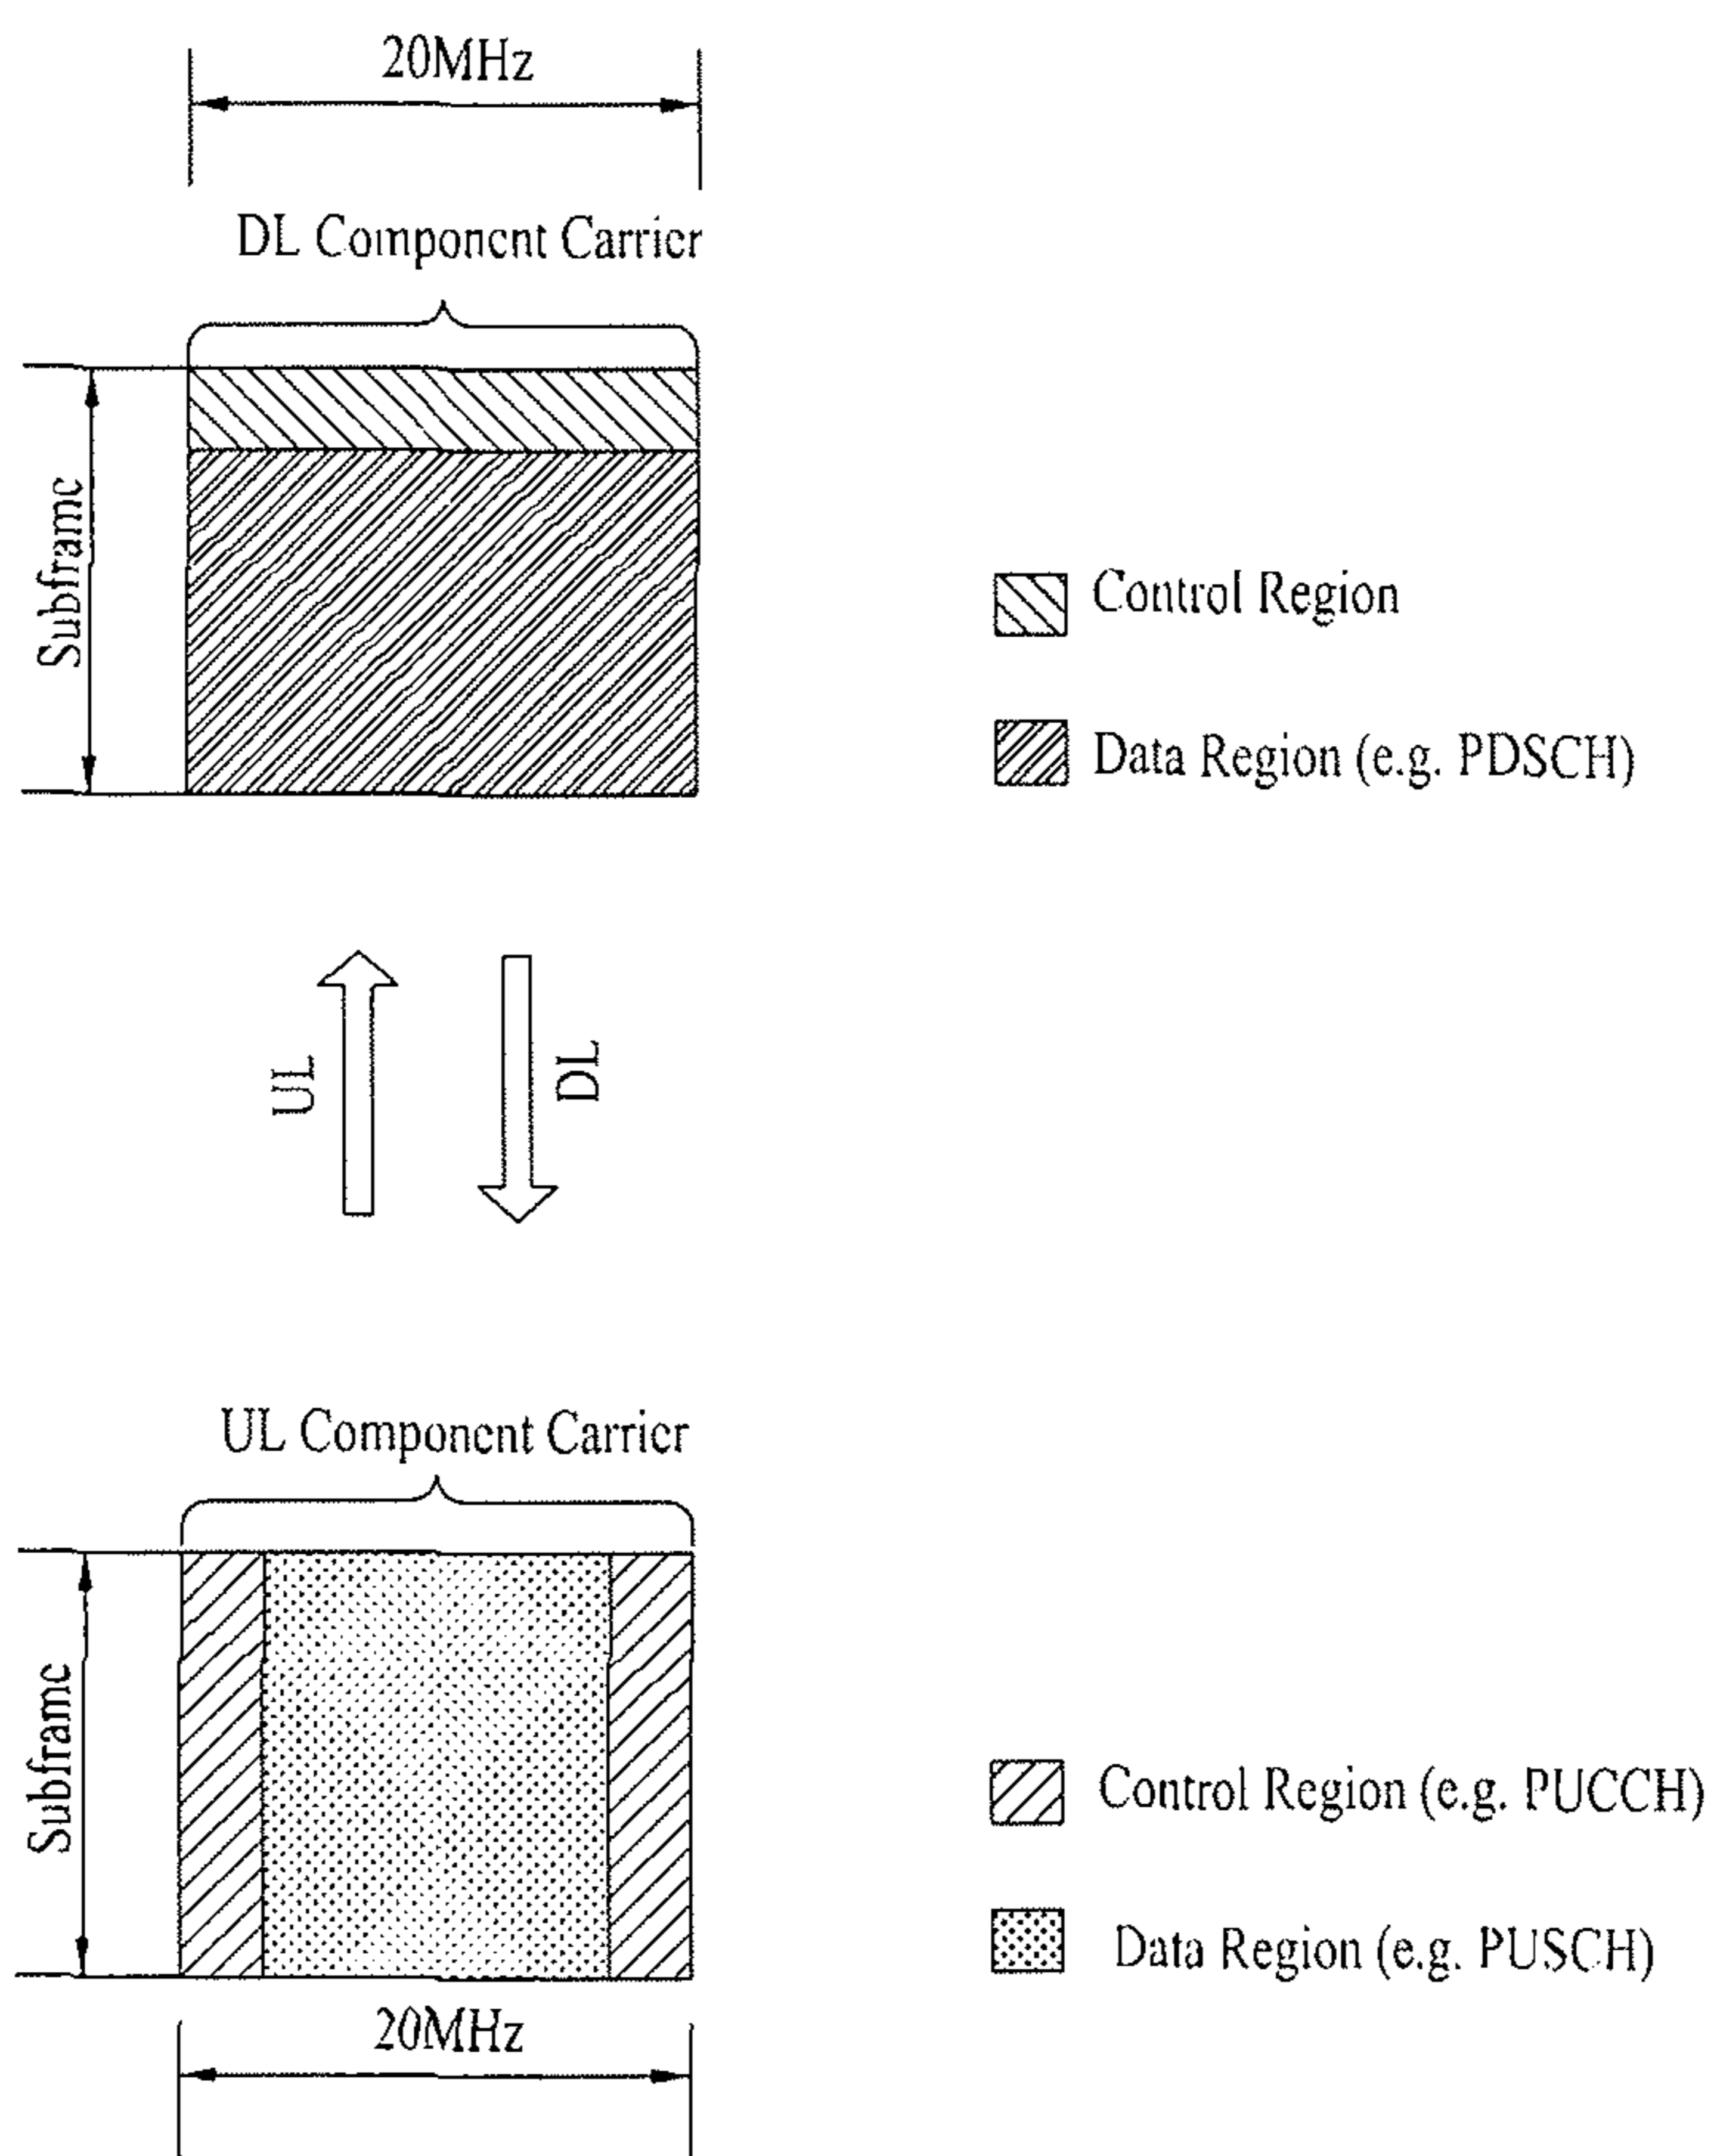 20MHz
DL Component Carrier
Subframe
Control Region
Data Region (e.g. PDSCH)
UL
DL
UL Component Carrier
Subframe
Control Region (e.g. PUCCH)
Data Region (e.g. PUSCH)
20MHz